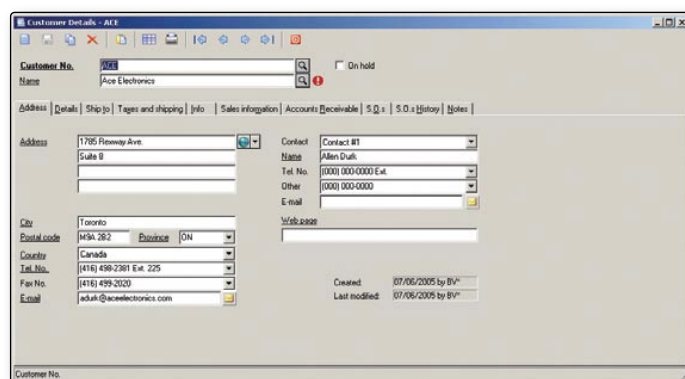 Customer Details - ACE
Customer No. ACE On hold
Name Ace Electronics
Address Details Ship to Taxes and shipping Info Sales information Accounts Receivable S.O.s S.O.s History Notes
Address 1785 Rexway Ave. Contact Contact #1
Suite 8 Name Allen Durk
Tel. No. (000) 000-0000 Ext.
Other (000) 000-0000
E-mail
City Toronto Web page
Postal code M9A 2B2 Province ON
Country Canada
Tel. No. (416) 498-2381 Ext. 225 Created: 07/06/2005 by BV*
Fax No. (416) 499-2020 Last modified: 07/06/2005 by BV*
E-mail adurk@aceelectronics.com
Customer No.